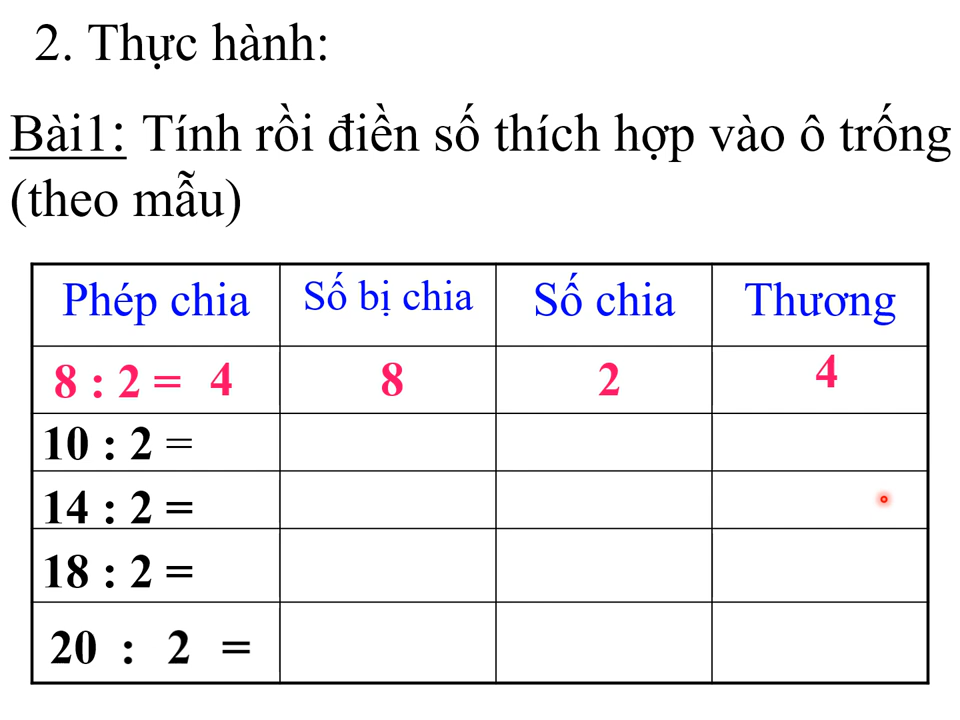 2. Thực hành:
Bài1: Tính rồi điền số thích hợp vào ô trống
(theo mẫu)
Phép chia Số bị chia Số chia Thương
8 : 2 = 4 8 2 4
10 : 2 =
14 : 2 =
18 : 2 =
20 : 2 =